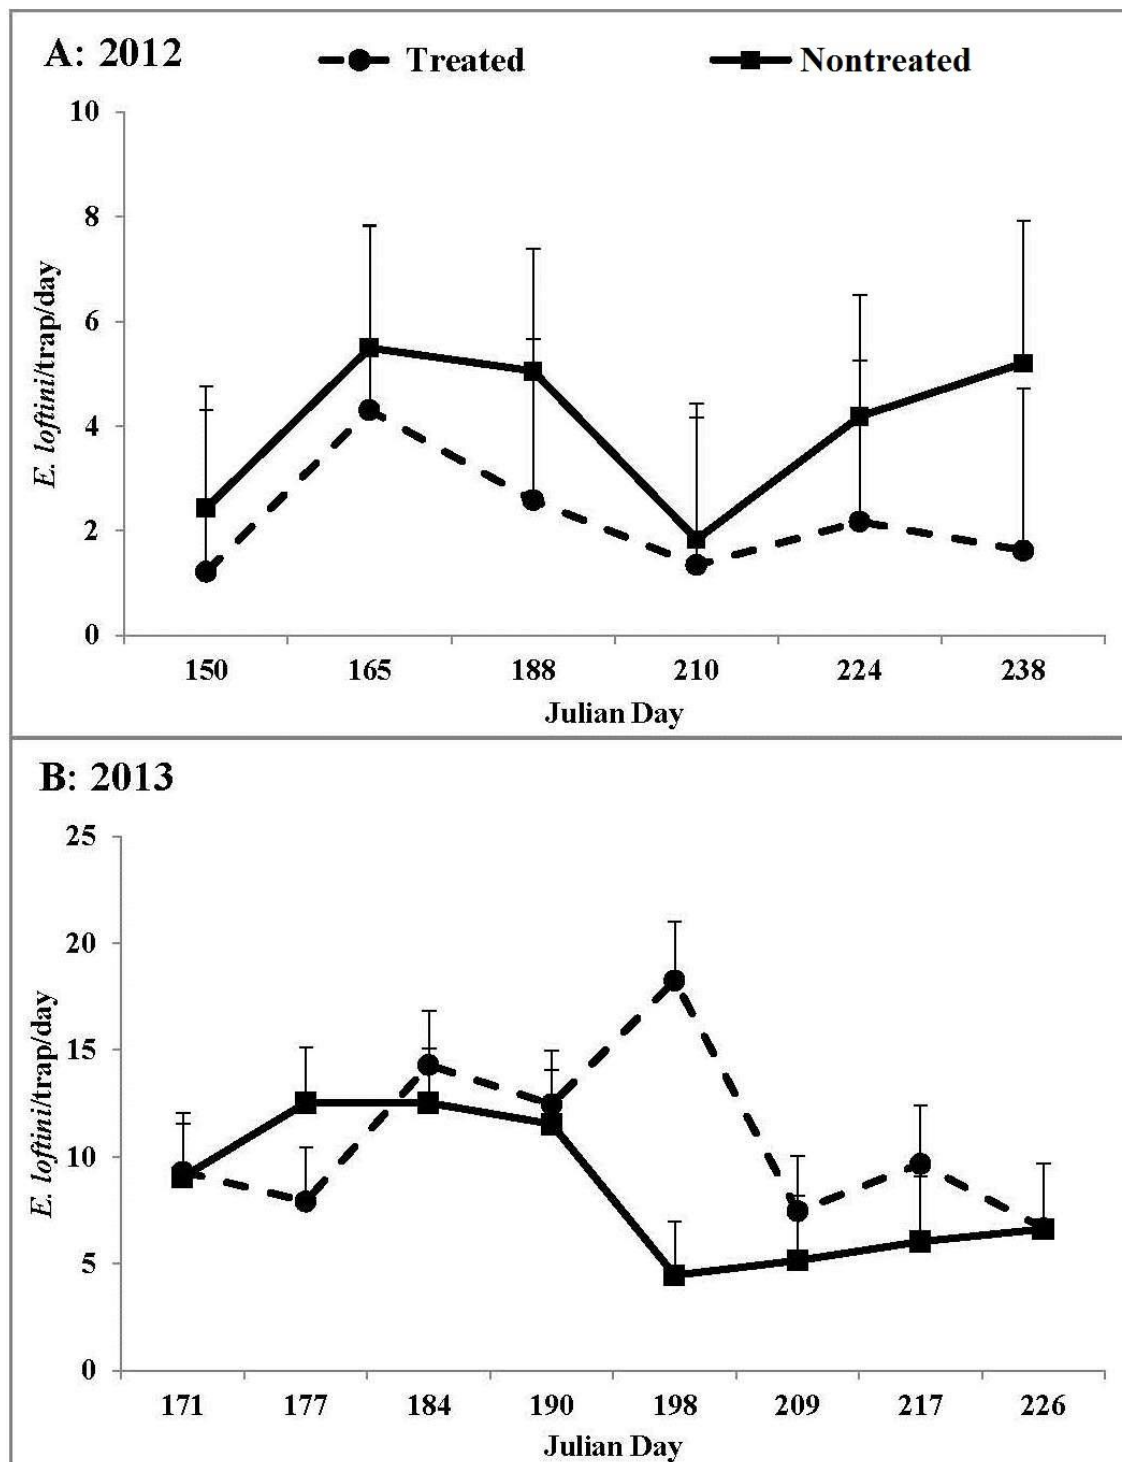 A: 2012
Treated
Nontreated
10
8
6
4
2
0
E. loftini/trap/day
150 165 188 210 224 238
Julian Day
B: 2013
25
20
15
10
5
0
E. loftini/trap/day
171 177 184 190 198 209 217 226
Julian Day